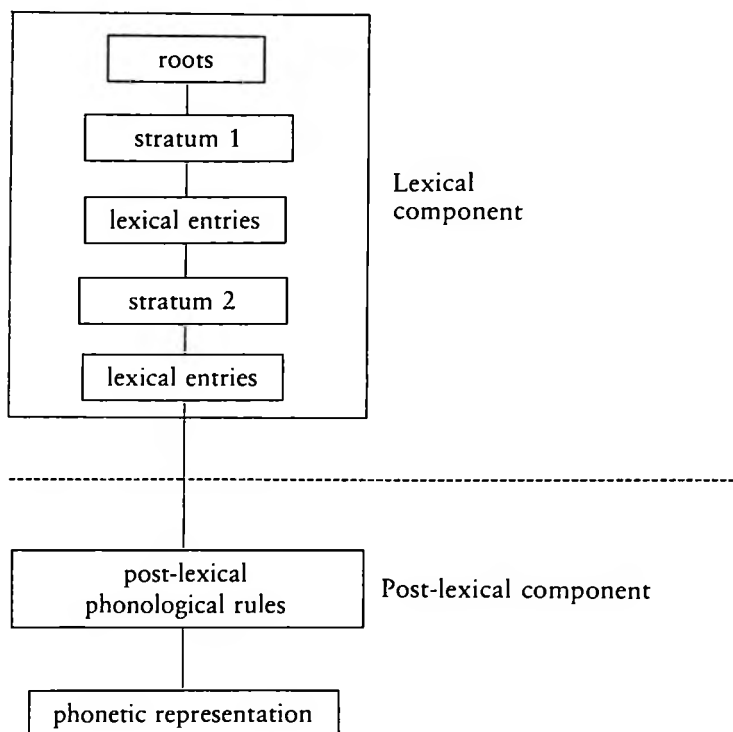 roots
stratum 1
lexical entries
stratum 2
lexical entries
Lexical
component
post-lexical
phonological rules
Post-lexical component
phonetic representation